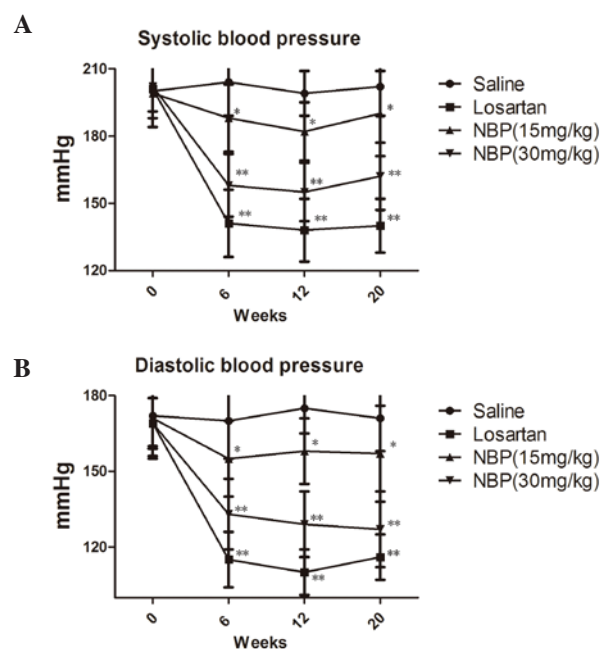 A
Systolic blood pressure
210
180
150
120
mmHg
* * *
** ** **
** ** **
0 6 12 20
Weeks
Saline
Losartan
NBP(15mg/kg)
NBP(30mg/kg)
B
Diastolic blood pressure
180
150
120
mmHg
* * *
** ** **
** ** **
0 6 12 20
Weeks
Saline
Losartan
NBP(15mg/kg)
NBP(30mg/kg)